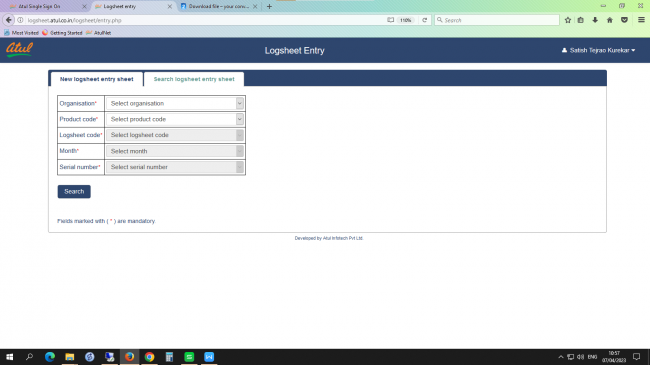 Atul Single Sign On
Logsheet entry
Download file - your conv...
logsheet.atul.co.in/logsheet/entry.php
110%
Search
Most Visited
Getting Started
AtulNet
Atul
Logsheet Entry
Satish Tejrao Kurekar
New logsheet entry sheet
Search logsheet entry sheet
Organisation* Select organisation
Product code* Select product code
Logsheet code* Select logsheet code
Month* Select month
Serial number* Select serial number
Search
Fields marked with ( * ) are mandatory.
Developed by Atul Infotech Pvt Ltd.
ENG
10:57
07/04/2023